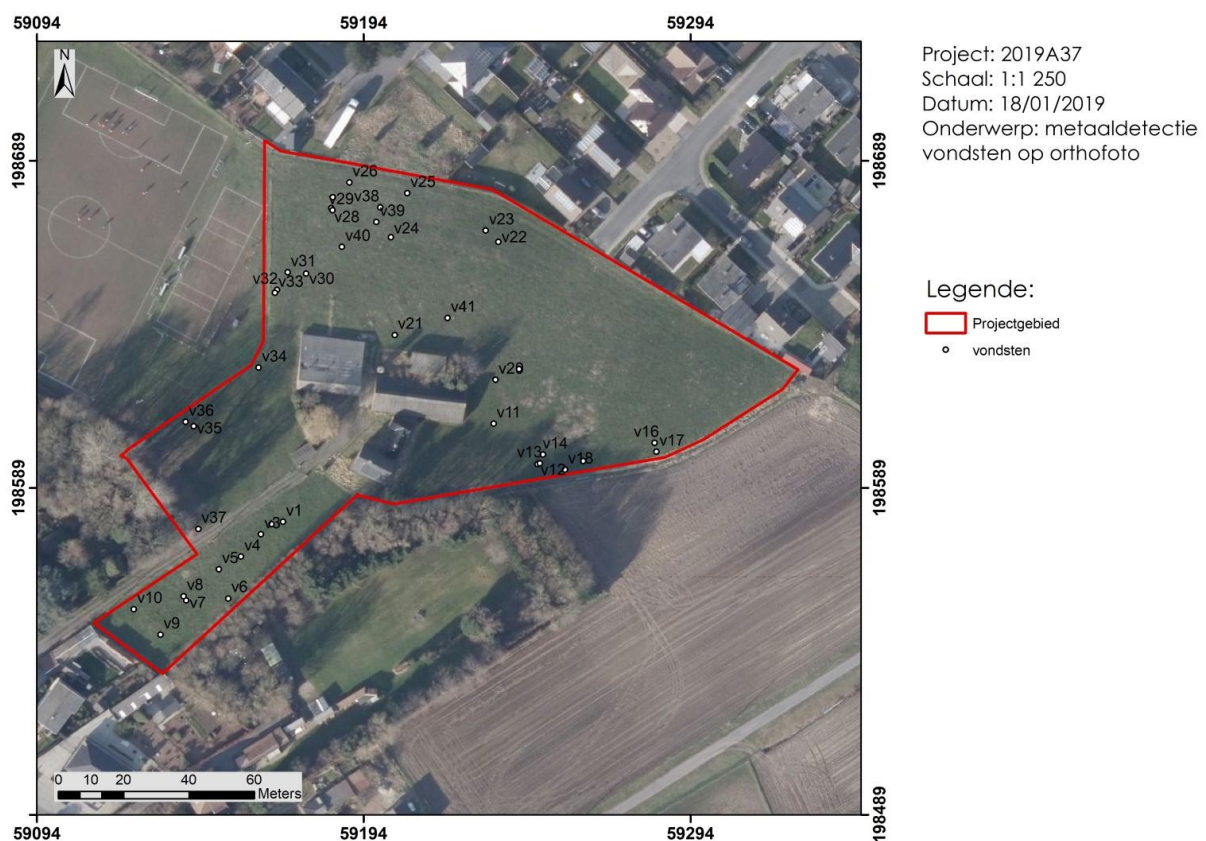 59094 59194 59294
N
198689
198689
198589
198589
198489
v26
v25
v38
v29
v28
v39
v23
v24
v22
v40
v31
v30
v32
v33
v41
v21
v34
v20
v36
v35
v11
v16
v14
v17
v13
v18
v12
v1
v37
v3
v4
v5
v8
v6
v10
v7
v9
0 10 20 40 60
Meters
59094 59194 59294
Project: 2019A37
Schaal: 1:1 250
Datum: 18/01/2019
Onderwerp: metaaldetectie
vondsten op orthofoto
Legende:
Projectgebied
vondsten